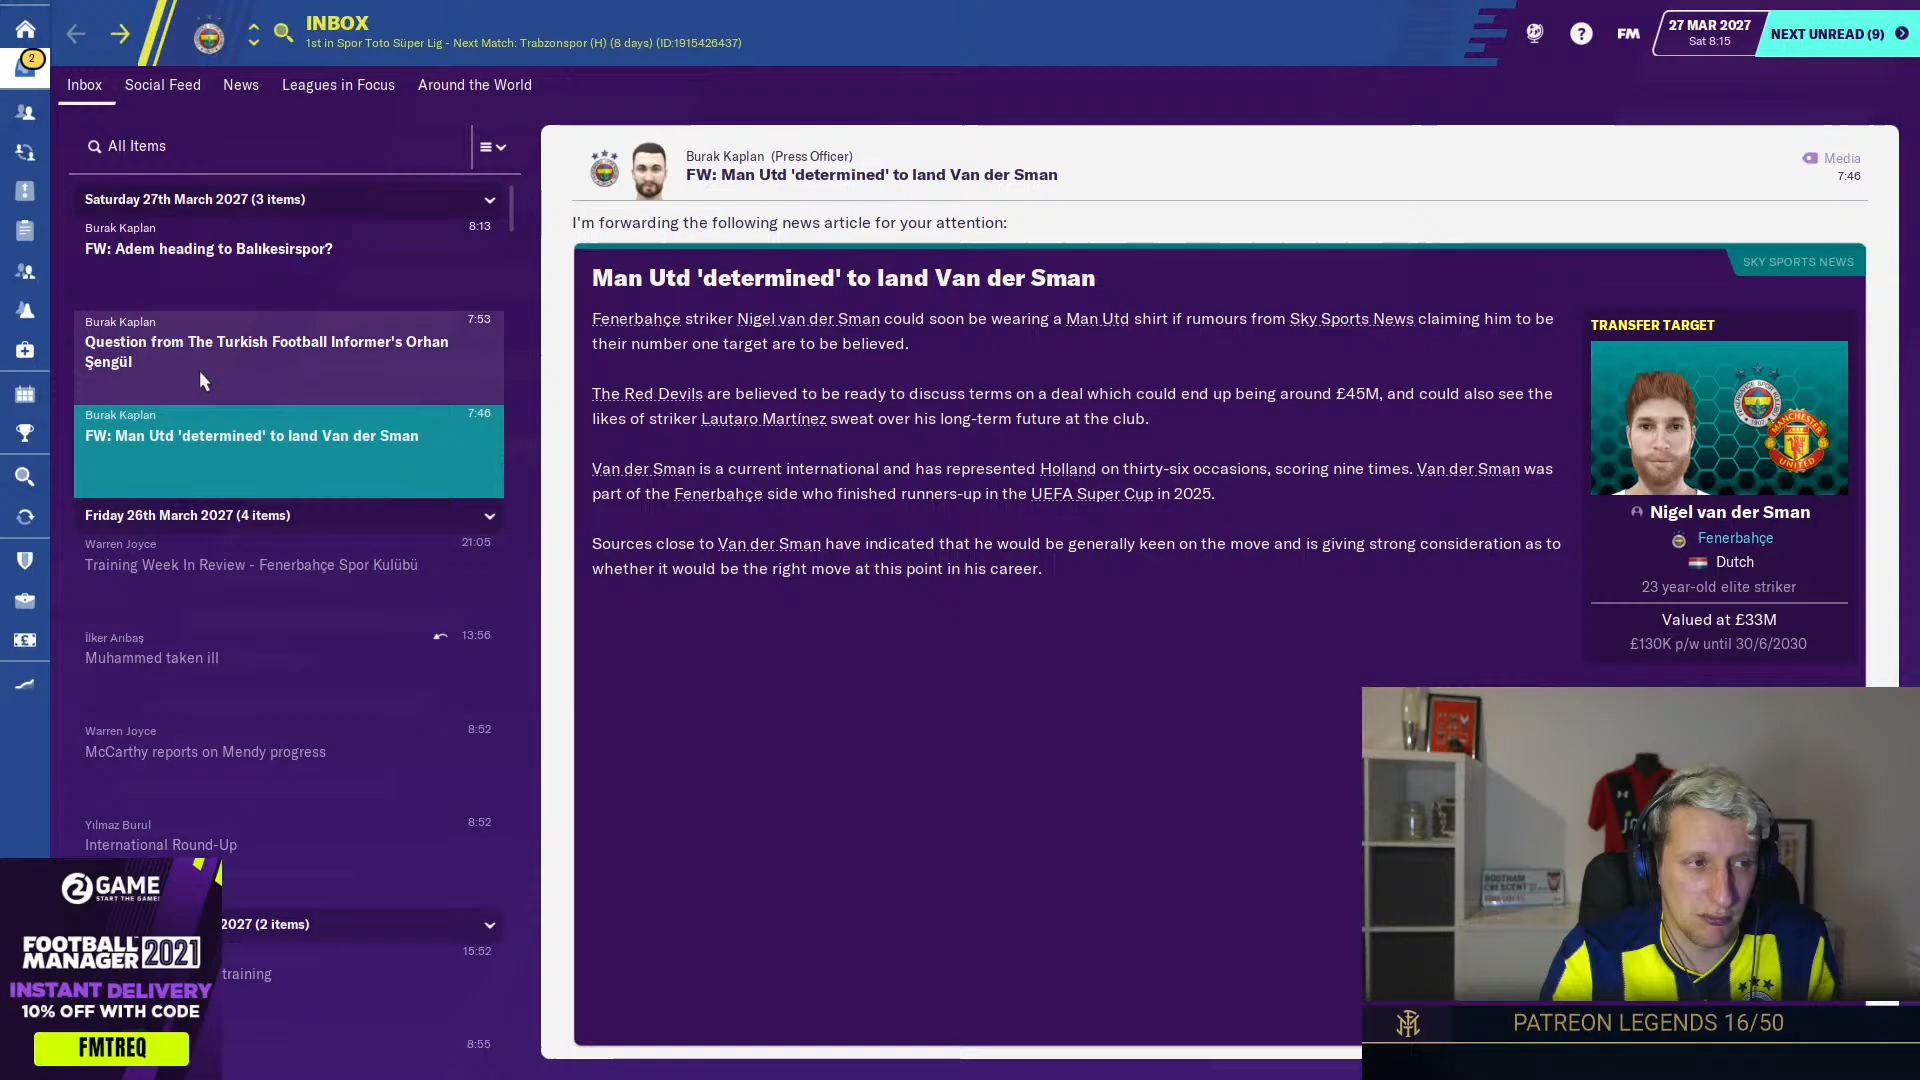 INBOX
1st in Spor Toto Süper Lig - Next Match: Trabzonspor (H) (8 days) (ID:1915426437)
FM
27 MAR 2027
Sat 8:15
NEXT UNREAD (9)
2
Inbox
Social Feed
News
Leagues in Focus
Around the World
All Items
Saturday 27th March 2027 (3 items)
Burak Kaplan
8:13
FW: Adem heading to Balıkesirspor?
Burak Kaplan
7:53
Question from The Turkish Football Informer's Orhan
Şengül
Burak Kaplan
7:46
FW: Man Utd 'determined' to land Van der Sman
Friday 26th March 2027 (4 items)
Warren Joyce
21:05
Training Week In Review - Fenerbahçe Spor Kulübü
İlker Arıbaş
13:56
Muhammed taken ill
Warren Joyce
8:52
McCarthy reports on Mendy progress
Yılmaz Burul
8:52
International Round-Up
2027 (2 items)
15:52
training
8:55
Burak Kaplan (Press Officer)
FW: Man Utd 'determined' to land Van der Sman
Media
7:46
I'm forwarding the following news article for your attention:
SKY SPORTS NEWS
Man Utd 'determined' to land Van der Sman
Fenerbahçe striker Nigel van der Sman could soon be wearing a Man Utd shirt if rumours from Sky Sports News claiming him to be
their number one target are to be believed.
The Red Devils are believed to be ready to discuss terms on a deal which could end up being around £45M, and could also see the
likes of striker Lautaro Martínez sweat over his long-term future at the club.
Van der Sman is a current international and has represented Holland on thirty-six occasions, scoring nine times. Van der Sman was
part of the Fenerbahçe side who finished runners-up in the UEFA Super Cup in 2025.
Sources close to Van der Sman have indicated that he would be generally keen on the move and is giving strong consideration as to
whether it would be the right move at this point in his career.
TRANSFER TARGET
Nigel van der Sman
Fenerbahçe
Dutch
23 year-old elite striker
Valued at £33M
£130K p/w until 30/6/2030
2GAME
START THE GAME!
FOOTBALL
MANAGER 2021
INSTANT DELIVERY
10% OFF WITH CODE
FMTREQ
BOOTHAM
CRESCENT
PATREON LEGENDS 16/50